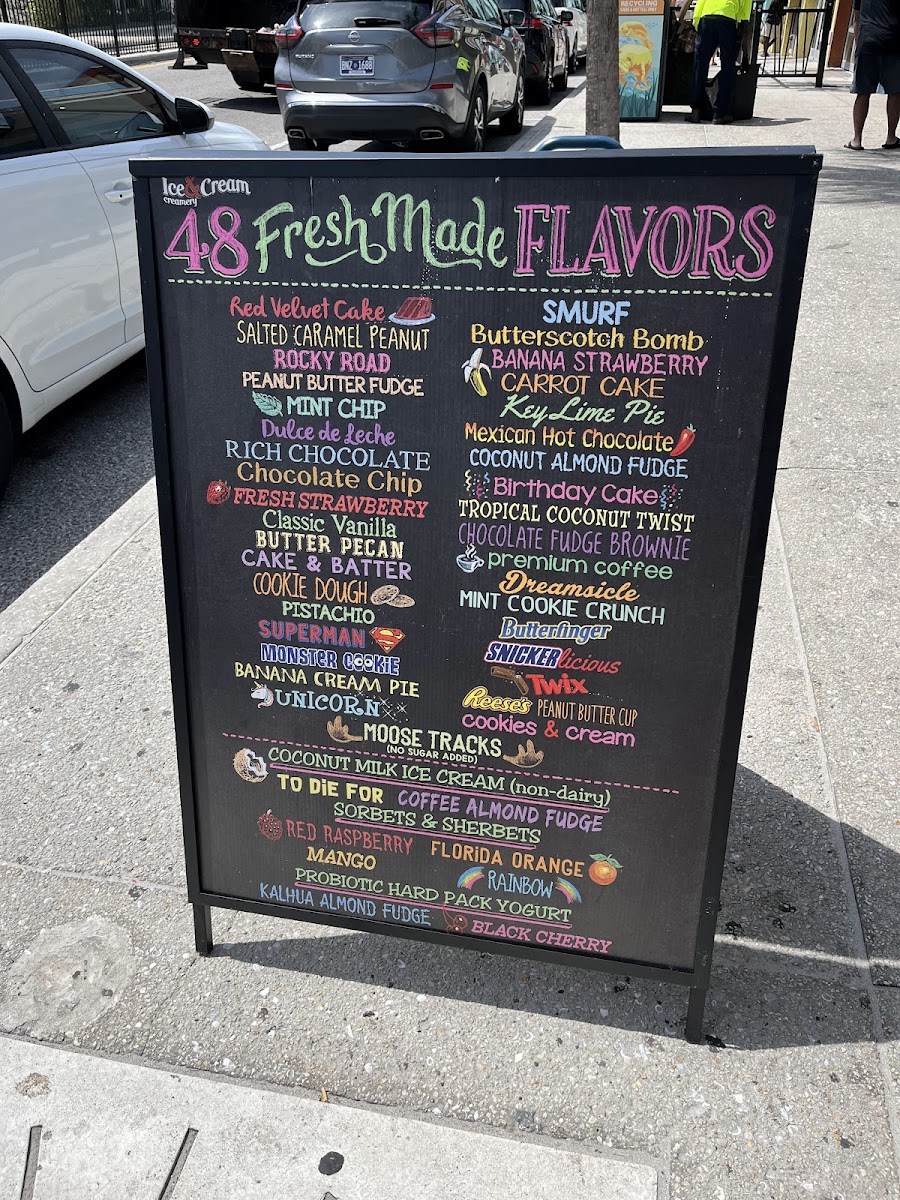 RECYCLING
BNZ 1688
Ice & Cream
creamery
48 Fresh Made FLAVORS
Red Velvet Cake
SALTED CARAMEL PEANUT
ROCKY ROAD
PEANUT BUTTER FUDGE
MINT CHIP
Dulce de Leche
RICH CHOCOLATE
Chocolate Chip
FRESH STRAWBERRY
Classic Vanilla
BUTTER PECAN
CAKE & BATTER
COOKIE DOUGH
PISTACHIO
SUPERMAN
MONSTER COOKIE
BANANA CREAM PIE
UNICORN
SMURF
Butterscotch Bomb
BANANA STRAWBERRY
CARROT CAKE
Key Lime Pie
Mexican Hot Chocolate
COCONUT ALMOND FUDGE
Birthday Cake
TROPICAL COCONUT TWIST
CHOCOLATE FUDGE BROWNIE
premium coffee
Dreamsicle
MINT COOKIE CRUNCH
Butterfinger
SNICKERlicious
TWIX
Reese's PEANUT BUTTER CUP
cookies & cream
MOOSE TRACKS
(NO SUGAR ADDED)
COCONUT MILK ICE CREAM (non-dairy)
TO DiE FOR COFFEE ALMOND FUDGE
SORBETS & SHERBETS
RED RASPBERRY FLORiDA ORANGE
MANGO RAINBOW
PROBIOTIC HARD PACK YOGURT
KALHUA ALMOND FUDGE BLACK CHERRY